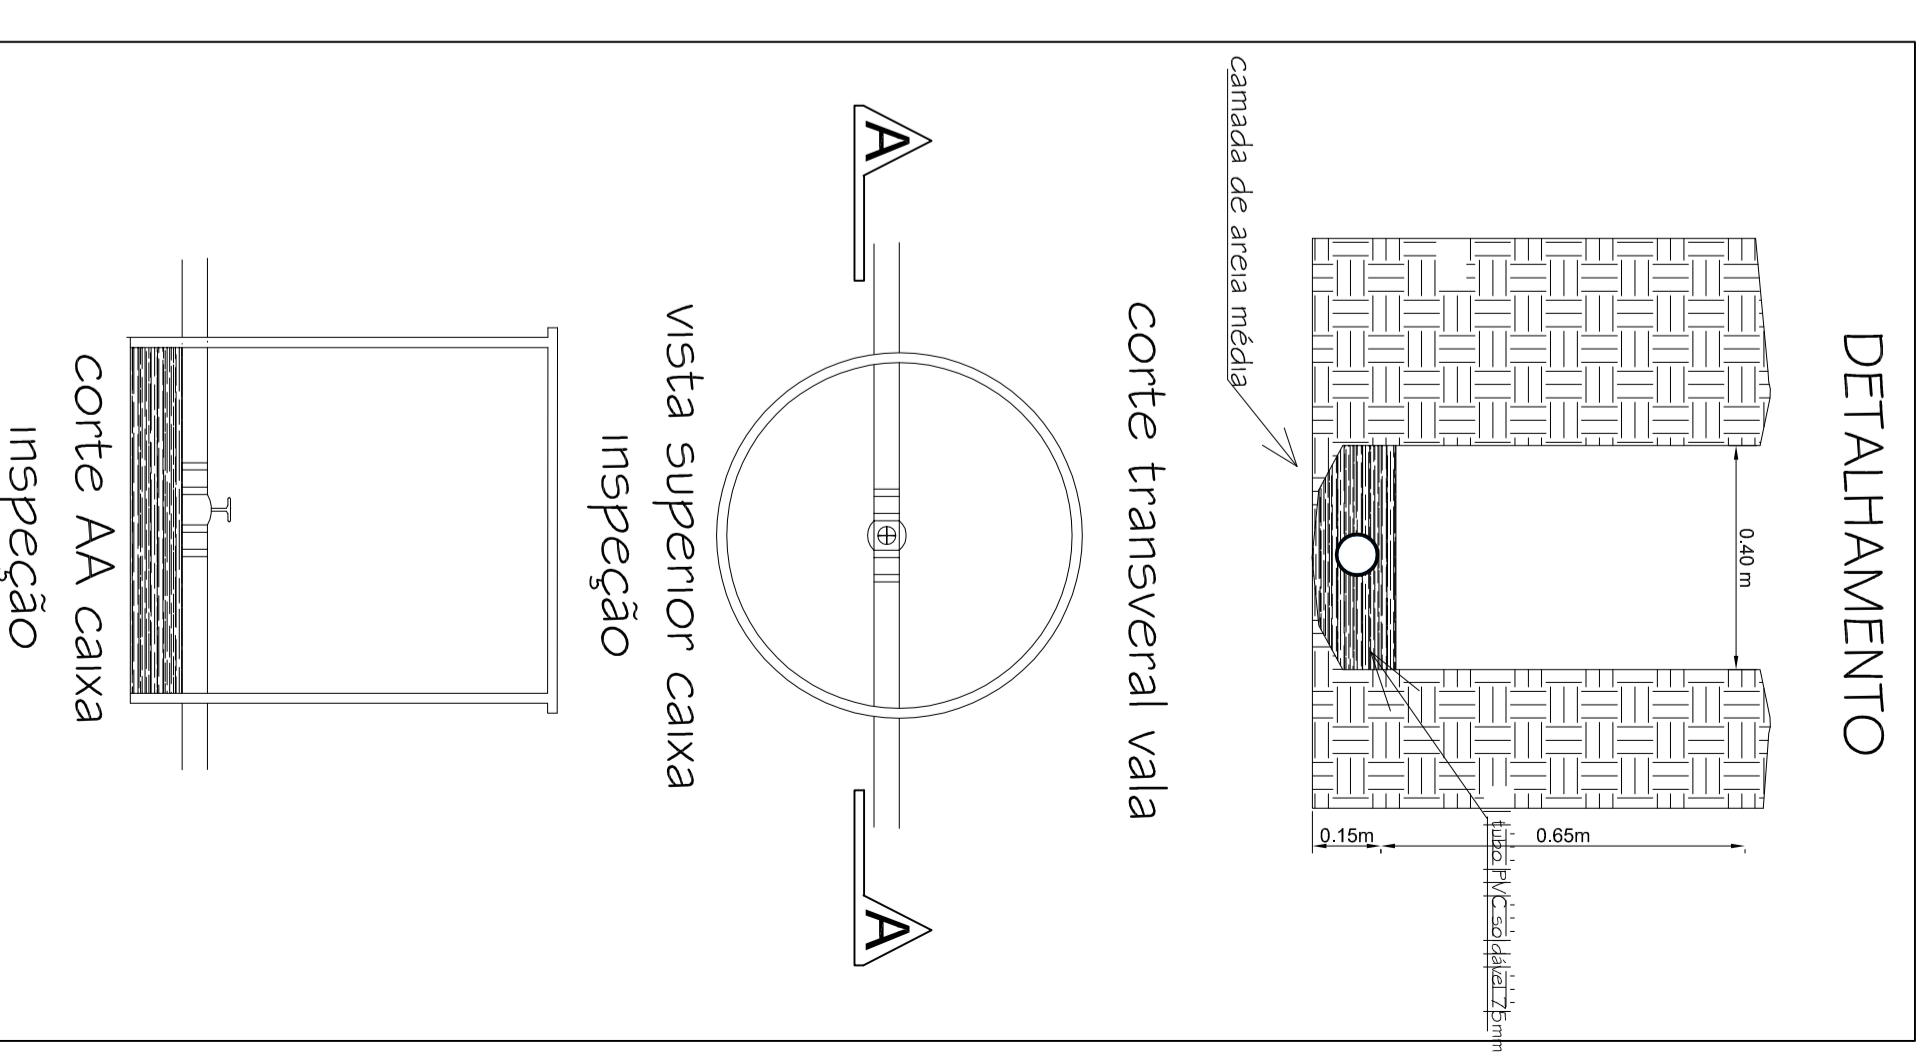 DETALHAMENTO
0.40 m
0.15m
0.65m
tubo PVC soldável 75mm
camada de areia média
corte transveral vala
A
A
vista superior caixa
inspeção
corte AA caixa
inspeção